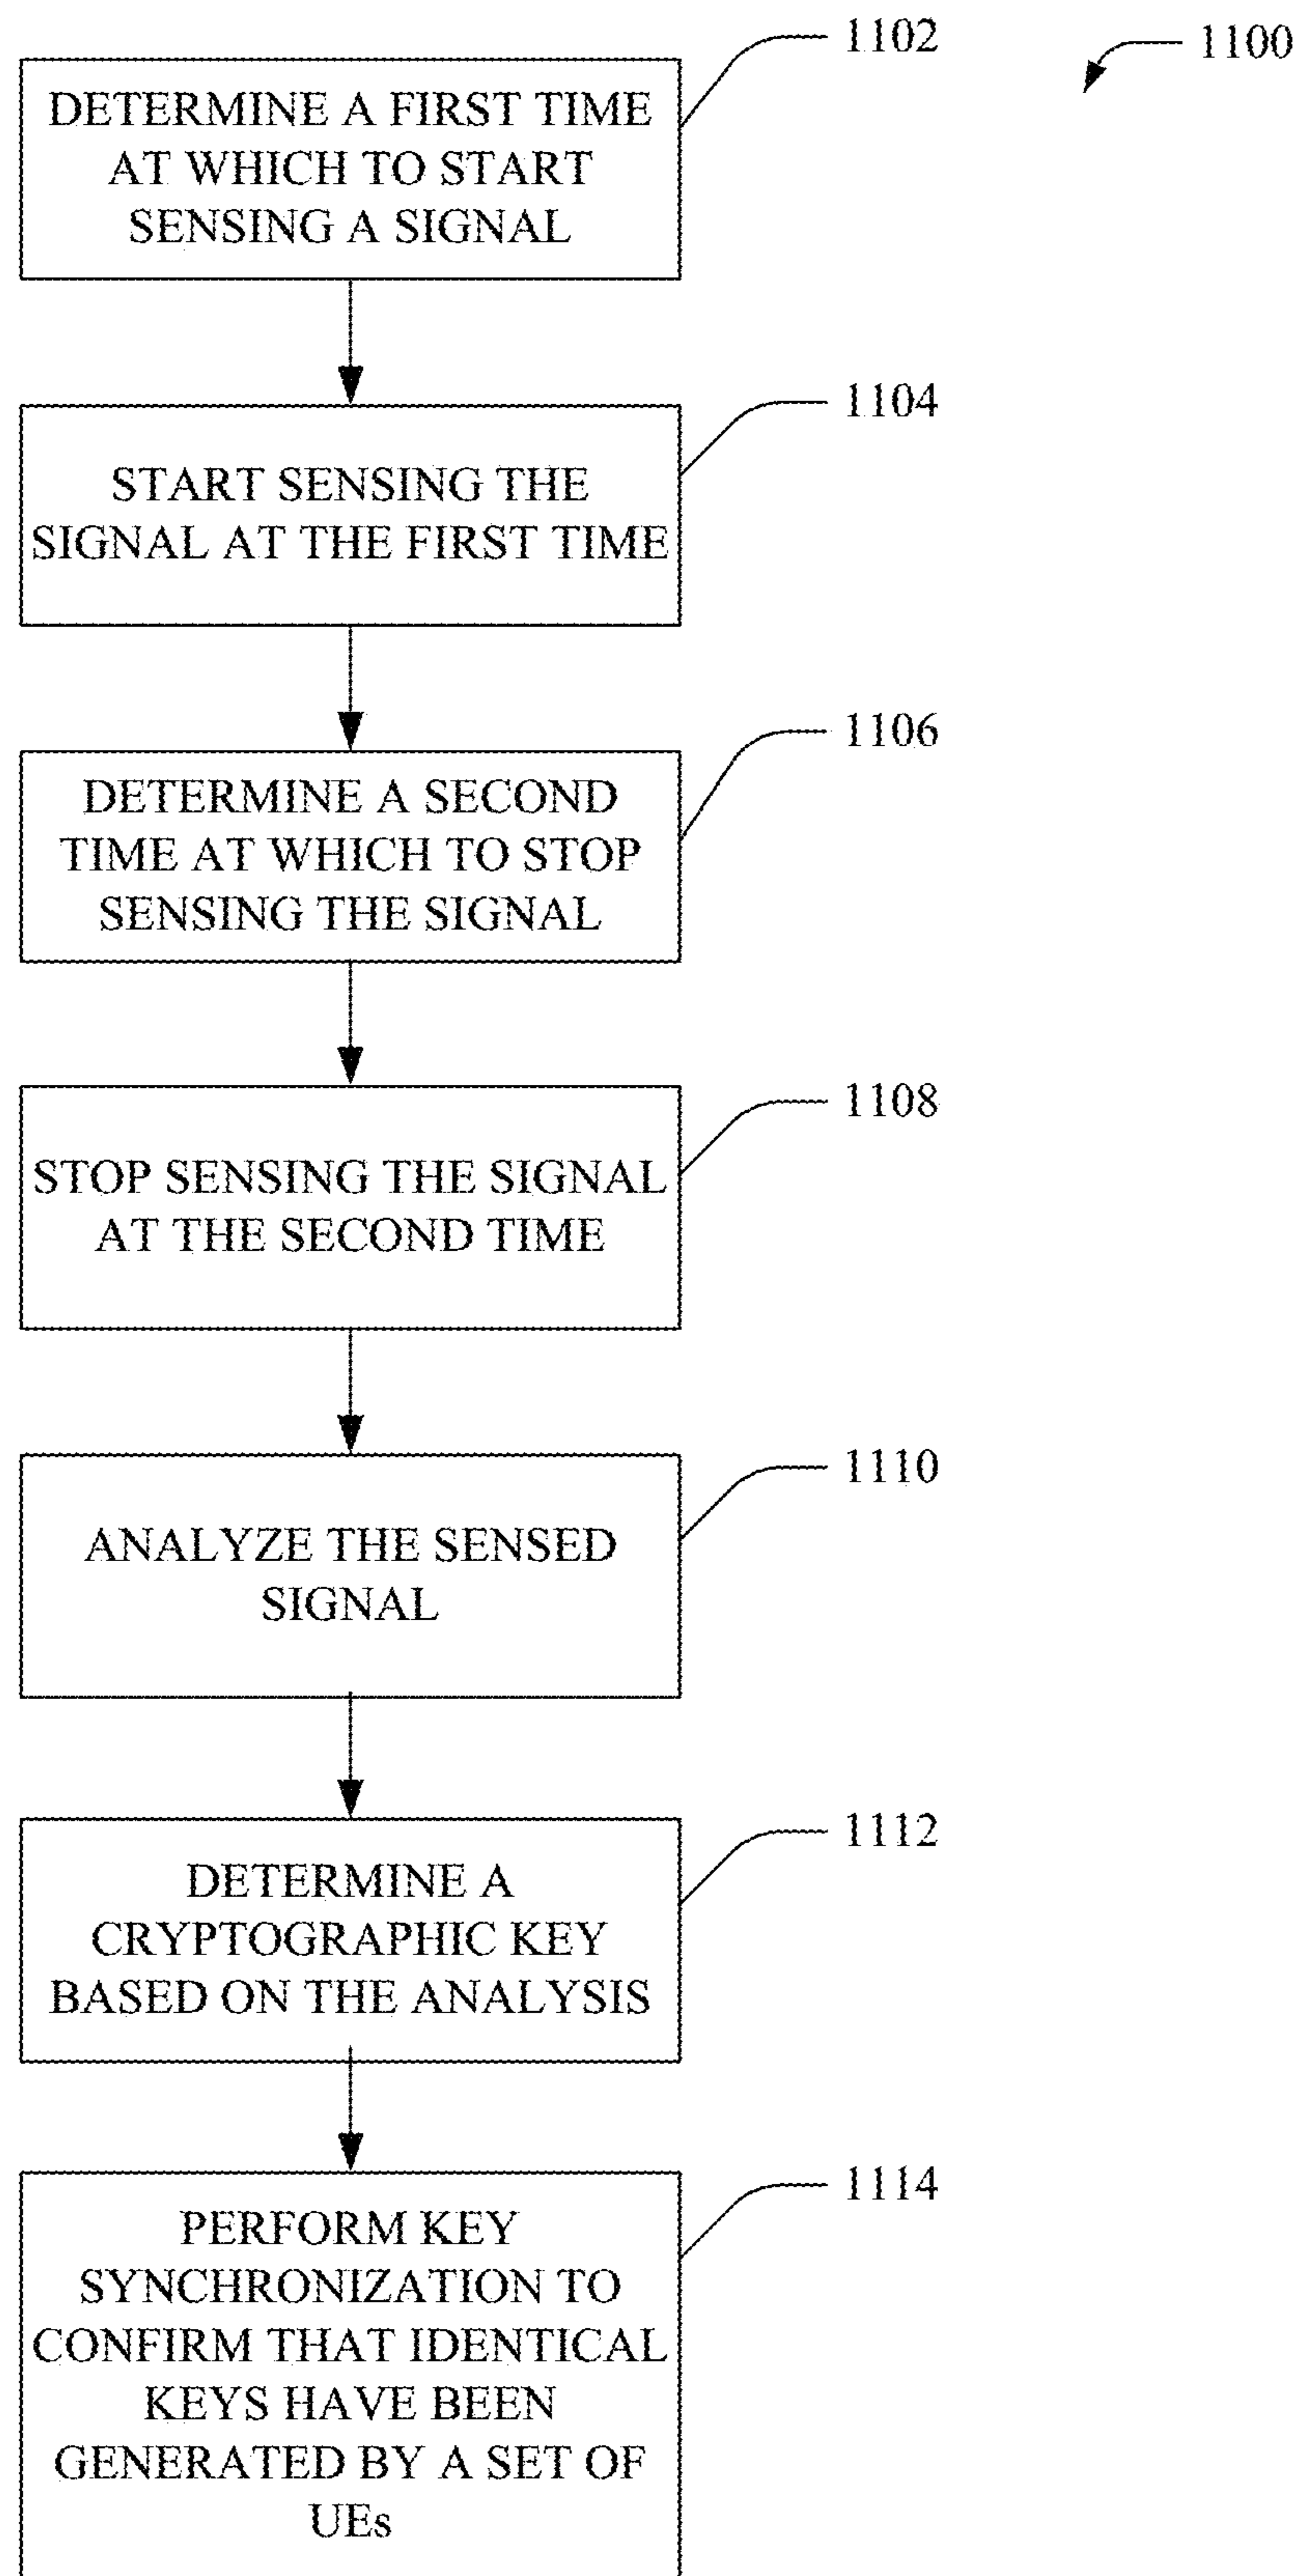 1102
1100
DETERMINE A FIRST TIME
AT WHICH TO START
SENSING A SIGNAL
1104
START SENSING THE
SIGNAL AT THE FIRST TIME
1106
DETERMINE A SECOND
TIME AT WHICH TO STOP
SENSING THE SIGNAL
1108
STOP SENSING THE SIGNAL
AT THE SECOND TIME
1110
ANALYZE THE SENSED
SIGNAL
1112
DETERMINE A
CRYPTOGRAPHIC KEY
BASED ON THE ANALYSIS
1114
PERFORM KEY
SYNCHRONIZATION TO
CONFIRM THAT IDENTICAL
KEYS HAVE BEEN
GENERATED BY A SET OF
UEs